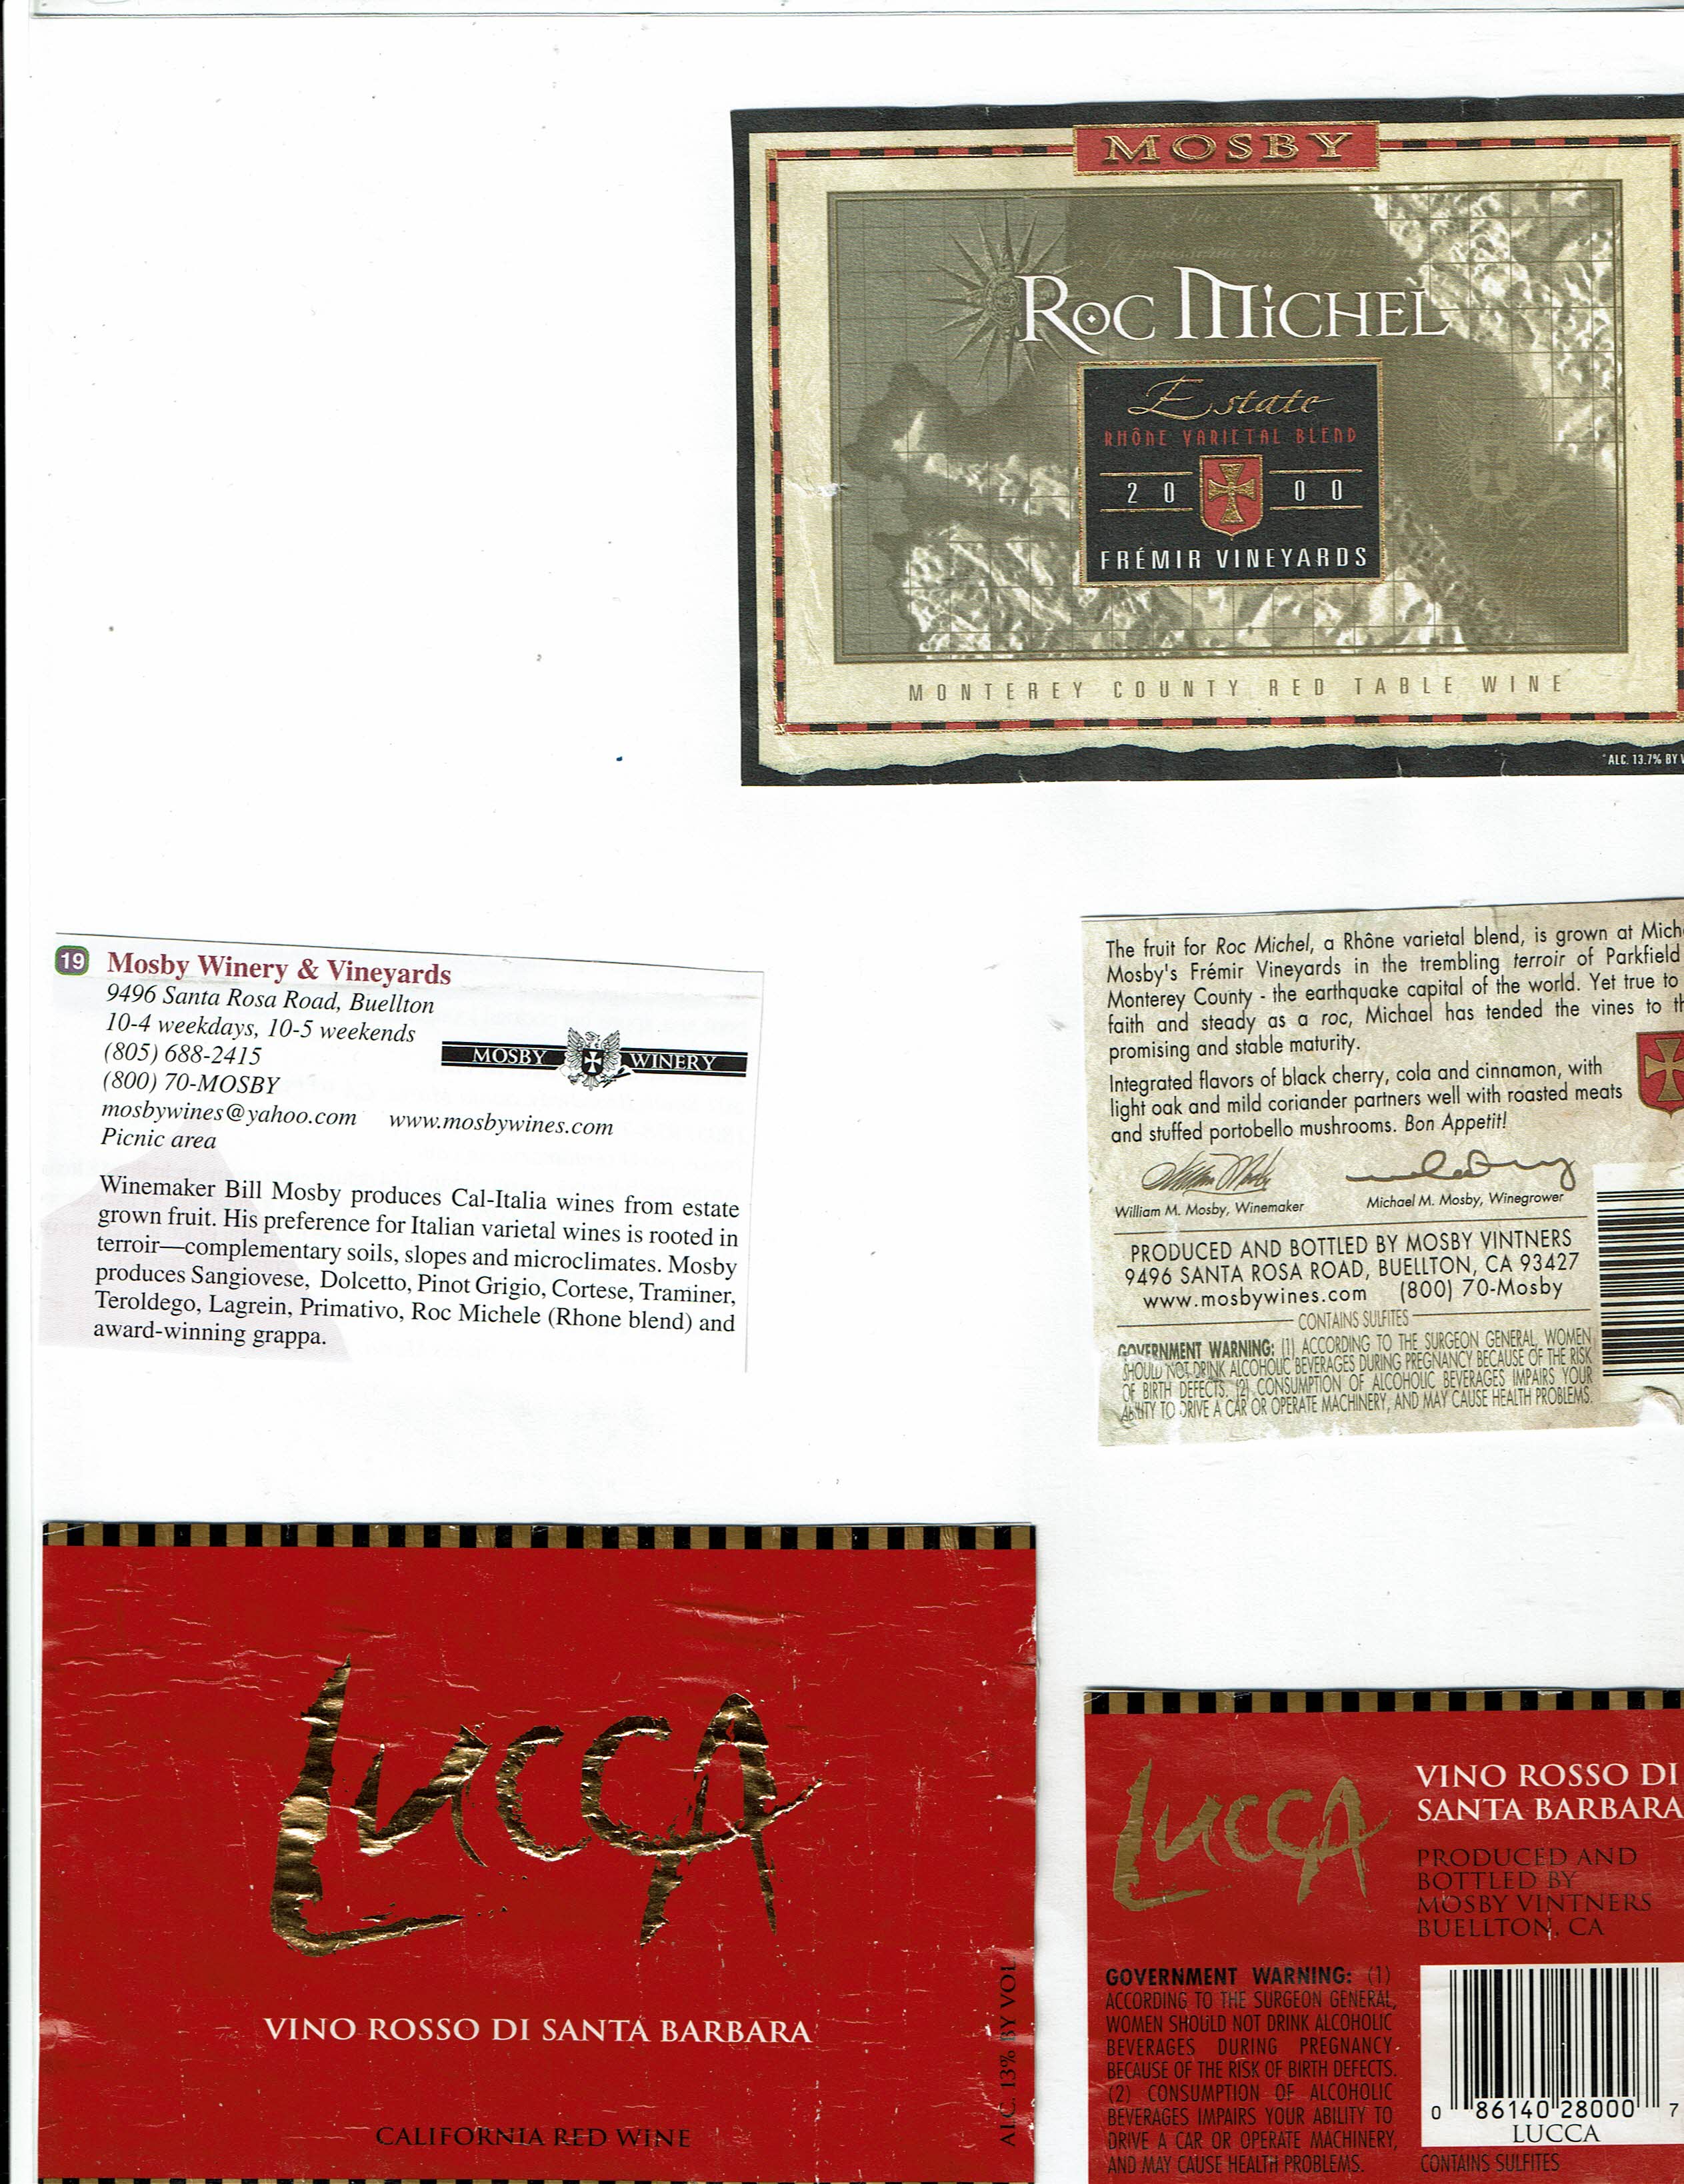 MOSBY
ROC MiCHEL
Estate
RHÔNE VARIETAL BLEND
20 00
FRÉMIR VINEYARDS
MONTEREY COUNTY RED TABLE WINE
ALC. 13.7% BY
19 Mosby Winery & Vineyards
9496 Santa Rosa Road, Buellton
10-4 weekdays, 10-5 weekends
(805) 688-2415
(800) 70-MOSBY
mosbywines@yahoo.com www.mosbywines.com
Picnic area
MOSBY WINERY
Winemaker Bill Mosby produces Cal-Italia wines from estate
grown fruit. His preference for Italian varietal wines is rooted in
terroir—complementary soils, slopes and microclimates. Mosby
produces Sangiovese, Dolcetto, Pinot Grigio, Cortese, Traminer,
Teroldego, Lagrein, Primativo, Roc Michele (Rhone blend) and
award-winning grappa.
The fruit for Roc Michel, a Rhône varietal blend, is grown at
Mosby's Frémir Vineyards in the trembling terroir of Parkfield
Monterey County - the earthquake capital of the world. Yet true to
faith and steady as a roc, Michael has tended the vines to
promising and stable maturity.
Integrated flavors of black cherry, cola and cinnamon, with
light oak and mild coriander partners well with roasted meats
and stuffed portobello mushrooms. Bon Appetit!
William M. Mosby, Winemaker Michael M. Mosby, Winegrower
PRODUCED AND BOTTLED BY MOSBY VINTNERS
9496 SANTA ROSA ROAD, BUELLTON, CA 93427
www.mosbywines.com (800) 70-Mosby
CONTAINS SULFITES
GOVERNMENT WARNING: (1) ACCORDING TO THE SURGEON GENERAL, WOMEN
SHOULD NOT DRINK ALCOHOLIC BEVERAGES DURING PREGNANCY BECAUSE OF THE RISK
OF BIRTH DEFECTS. (2) CONSUMPTION OF ALCOHOLIC BEVERAGES IMPAIRS YOUR
ABILITY TO DRIVE A CAR OR OPERATE MACHINERY, AND MAY CAUSE HEALTH PROBLEMS.
LUCCA
VINO ROSSO DI SANTA BARBARA
CALIFORNIA RED WINE
ALC. 13% BY VOL.
LUCCA
VINO ROSSO DI
SANTA BARBARA
PRODUCED AND
BOTTLED BY
MOSBY VINTNERS
BUELLTON, CA
GOVERNMENT WARNING: (1)
ACCORDING TO THE SURGEON GENERAL,
WOMEN SHOULD NOT DRINK ALCOHOLIC
BEVERAGES DURING PREGNANCY
BECAUSE OF THE RISK OF BIRTH DEFECTS.
(2) CONSUMPTION OF ALCOHOLIC
BEVERAGES IMPAIRS YOUR ABILITY TO
DRIVE A CAR OR OPERATE MACHINERY,
AND MAY CAUSE HEALTH PROBLEMS.
0 86140 28000 7
LUCCA
CONTAINS SULFITES